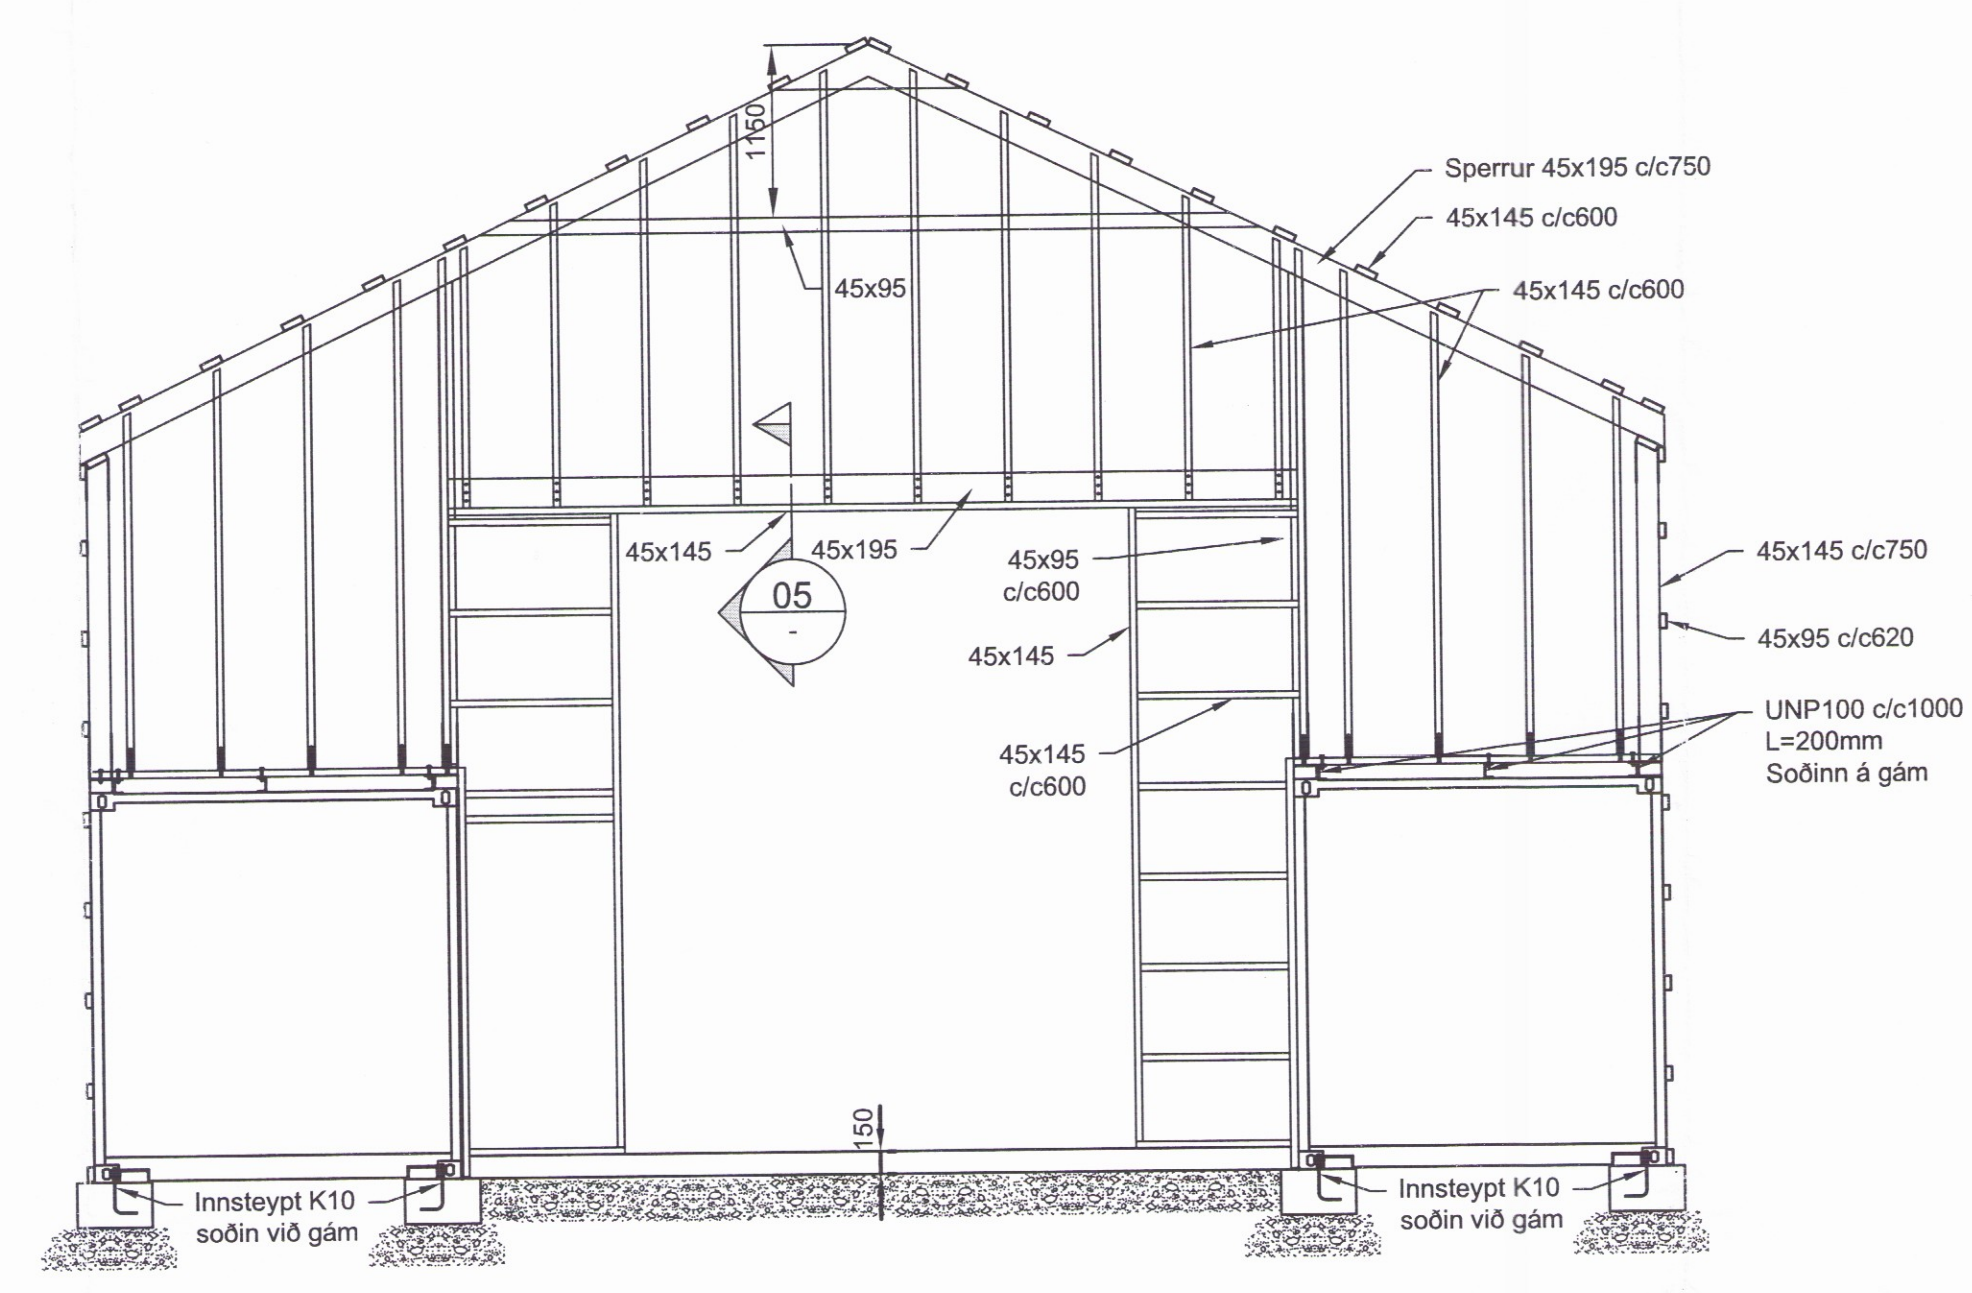 1150
Sperrur 45x195 c/c750
45x145 c/c600
45x95
45x145 c/c600
45x145
45x195
45x95
c/c600
05
-
45x145
45x145 c/c750
45x95 c/c620
45x145
c/c600
UNP100 c/c1000
L=200mm
Soðinn á gám
150
Innsteypt K10
soðin við gám
Innsteypt K10
soðin við gám